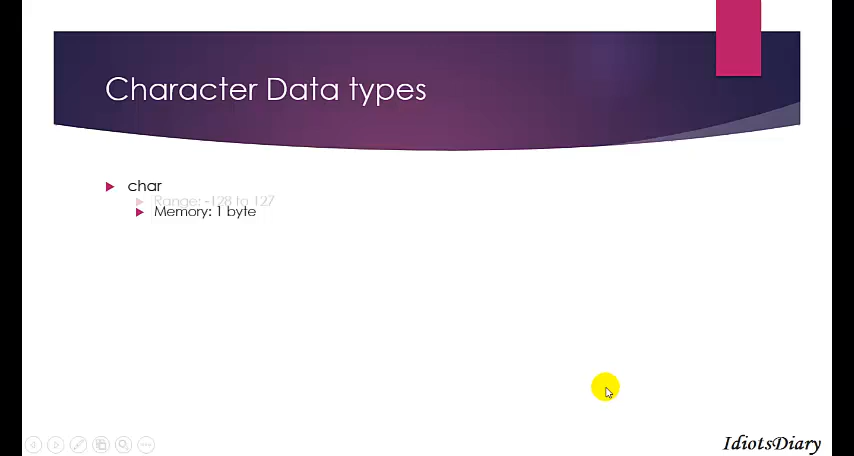 Character Data types
char
Range: -128 to 127
Memory: 1 byte
IdiotsDiary